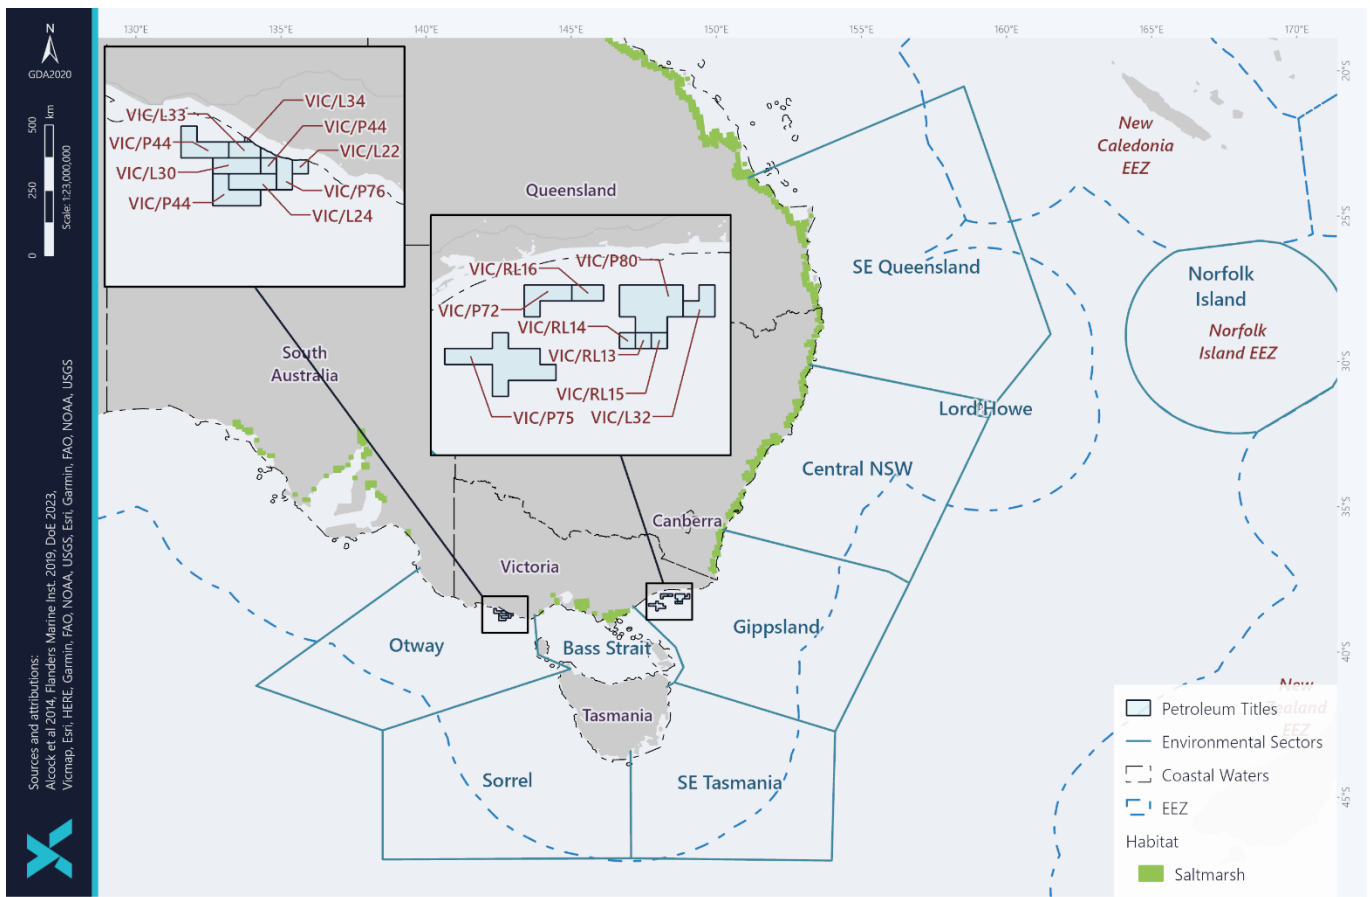 N
GDA2020
km
500
250
0
Scale: 1:23,000,000
Sources and attributions:
Alcock et al 2014, Flanders Marine Inst. 2019, DoE 2023,
Vicmap, Esri, HERE, Garmin, FAO, NOAA, USGS, Esri, Garmin, FAO, NOAA, USGS
130°E
135°E
140°E
145°E
150°E
155°E
160°E
165°E
170°E
20°S
25°S
30°S
35°S
40°S
45°S
VIC/L34
VIC/L33
VIC/P44
VIC/P44
VIC/L22
VIC/L30
VIC/P76
VIC/P44
VIC/L24
VIC/P80
VIC/RL16
VIC/P72
VIC/RL14
VIC/RL13
VIC/RL15
VIC/P75
VIC/L32
New
Caledonia
EEZ
Queensland
SE Queensland
Norfolk
Island
Norfolk
Island EEZ
South
Australia
Lord Howe
Central NSW
Canberra
Victoria
Gippsland
Otway
Bass Strait
Tasmania
Sorrel
SE Tasmania
New
Zealand
EEZ
Petroleum Titles
Environmental Sectors
Coastal Waters
EEZ
Habitat
Saltmarsh